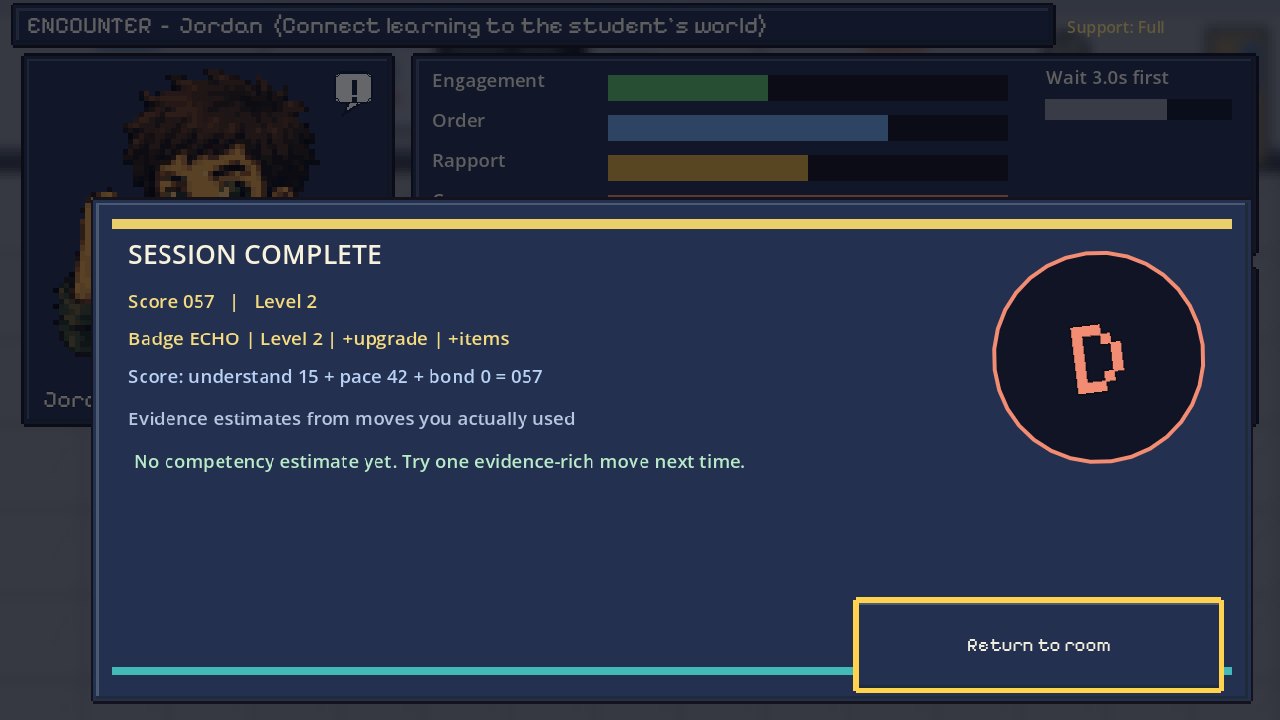 ENCOUNTER - Jordan (Connect learning to the student's world)
Support: Full
Engagement
Order
Rapport
Wait 3.0s first
SESSION COMPLETE
Score 057 | Level 2
Badge ECHO | Level 2 | +upgrade | +items
Score: understand 15 + pace 42 + bond 0 = 057
Evidence estimates from moves you actually used
No competency estimate yet. Try one evidence-rich move next time.
D
Return to room